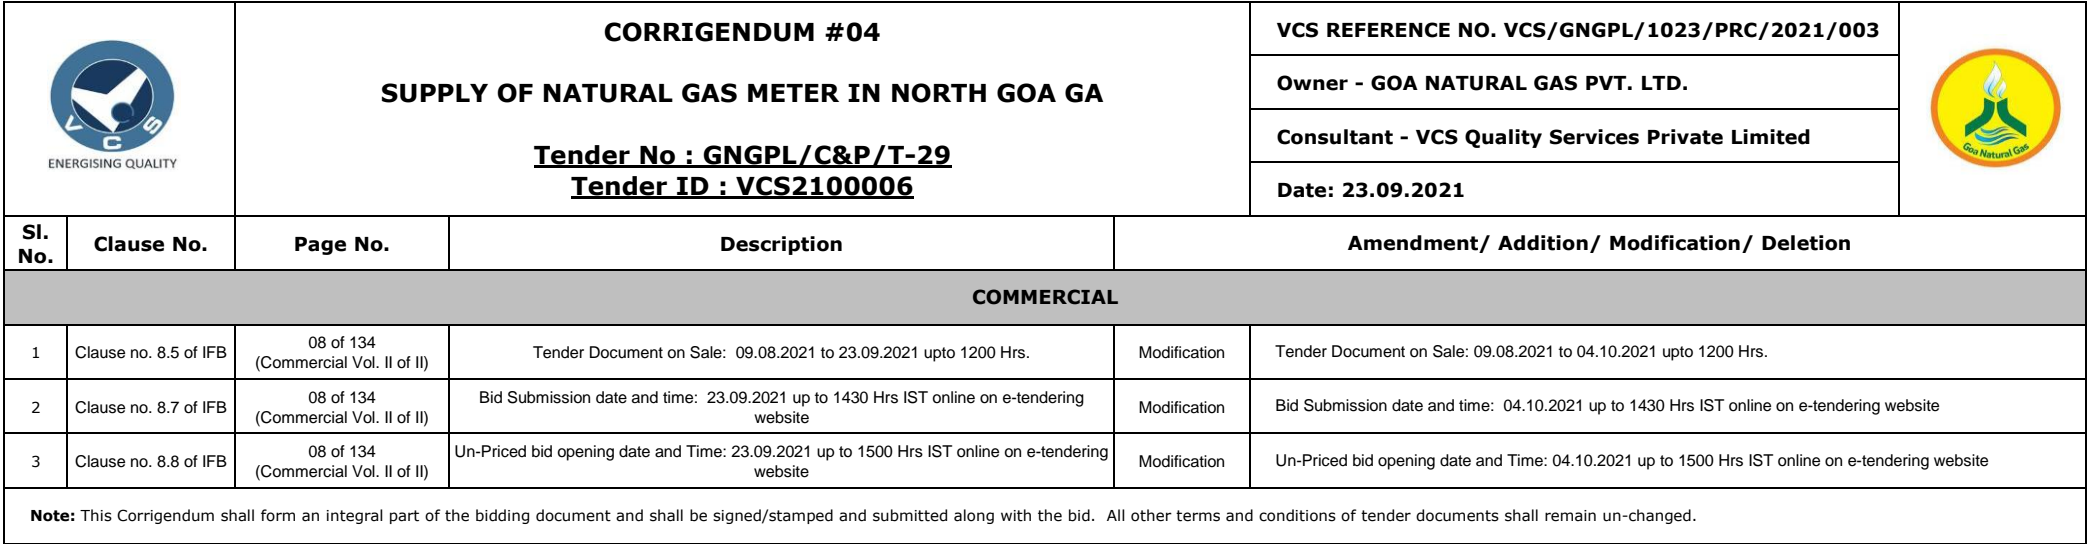 VCS
ENERGISING QUALITY
CORRIGENDUM #04
SUPPLY OF NATURAL GAS METER IN NORTH GOA GA
Tender No : GNGPL/C&P/T-29
Tender ID : VCS2100006
VCS REFERENCE NO. VCS/GNGPL/1023/PRC/2021/003
Owner - GOA NATURAL GAS PVT. LTD.
Consultant - VCS Quality Services Private Limited
Date: 23.09.2021
Goa Natural Gas
Sl. No. Clause No. Page No. Description Amendment/ Addition/ Modification/ Deletion
COMMERCIAL
1 Clause no. 8.5 of IFB 08 of 134
(Commercial Vol. II of II)
Tender Document on Sale:  09.08.2021 to 23.09.2021 upto 1200 Hrs.
Modification
Tender Document on Sale: 09.08.2021 to 04.10.2021 upto 1200 Hrs.
2 Clause no. 8.7 of IFB 08 of 134
(Commercial Vol. II of II)
Bid Submission date and time:  23.09.2021 up to 1430 Hrs IST online on e-tendering
website
Modification
Bid Submission date and time:  04.10.2021 up to 1430 Hrs IST online on e-tendering website
3 Clause no. 8.8 of IFB 08 of 134
(Commercial Vol. II of II)
Un-Priced bid opening date and Time: 23.09.2021 up to 1500 Hrs IST online on e-tendering
website
Modification
Un-Priced bid opening date and Time: 04.10.2021 up to 1500 Hrs IST online on e-tendering website
Note: This Corrigendum shall form an integral part of the bidding document and shall be signed/stamped and submitted along with the bid.  All other terms and conditions of tender documents shall remain un-changed.